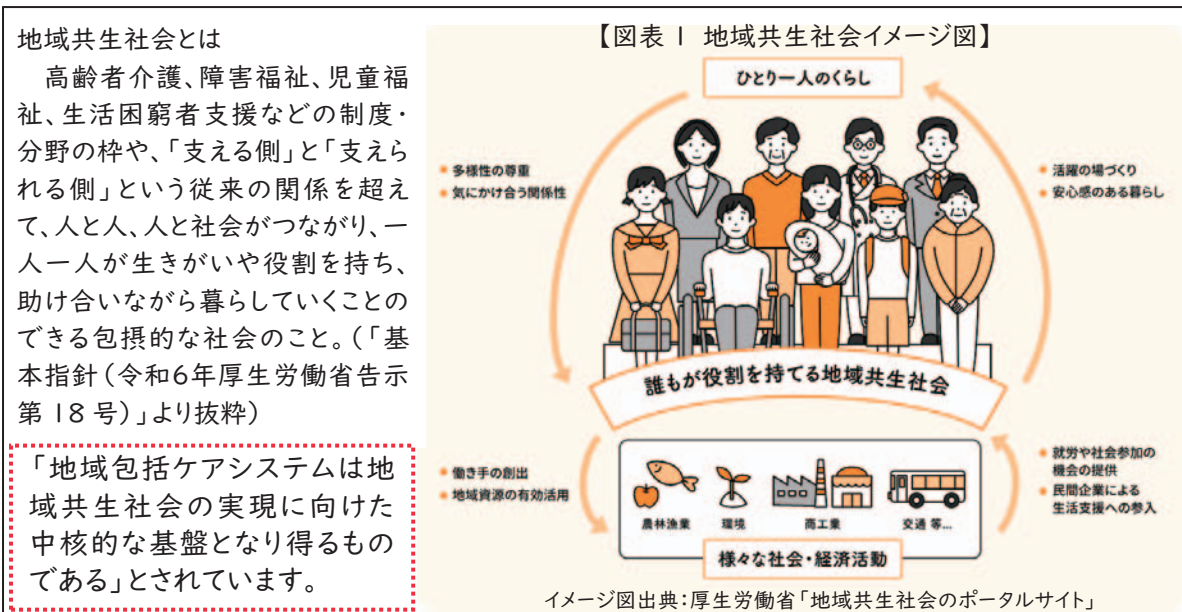 地域共生社会とは
高齢者介護、障害福祉、児童福
祉、生活困窮者支援などの制度・
分野の枠や、「支える側」と「支えら
れる側」という従来の関係を超え
て、人と人、人と社会がつながり、一
人一人が生きがいや役割を持ち、
助け合いながら暮らしていくことの
できる包摂的な社会のこと。(「基
本指針(令和6年厚生労働省告示
第18号)」より抜粋)
「地域包括ケアシステムは地
域共生社会の実現に向けた
中核的な基盤となり得るもの
である」とされています。
【図表1 地域共生社会イメージ図】
ひとり一人のくらし
● 多様性の尊重
● 気にかけ合う関係性
● 活躍の場づくり
● 安心感のある暮らし
誰もが役割を持てる地域共生社会
● 働き手の創出
● 地域資源の有効活用
● 就労や社会参加の
機会の提供
● 民間企業による
生活支援への参入
農林漁業 環境 商工業 交通 等...
様々な社会・経済活動
イメージ図出典:厚生労働省「地域共生社会のポータルサイト」